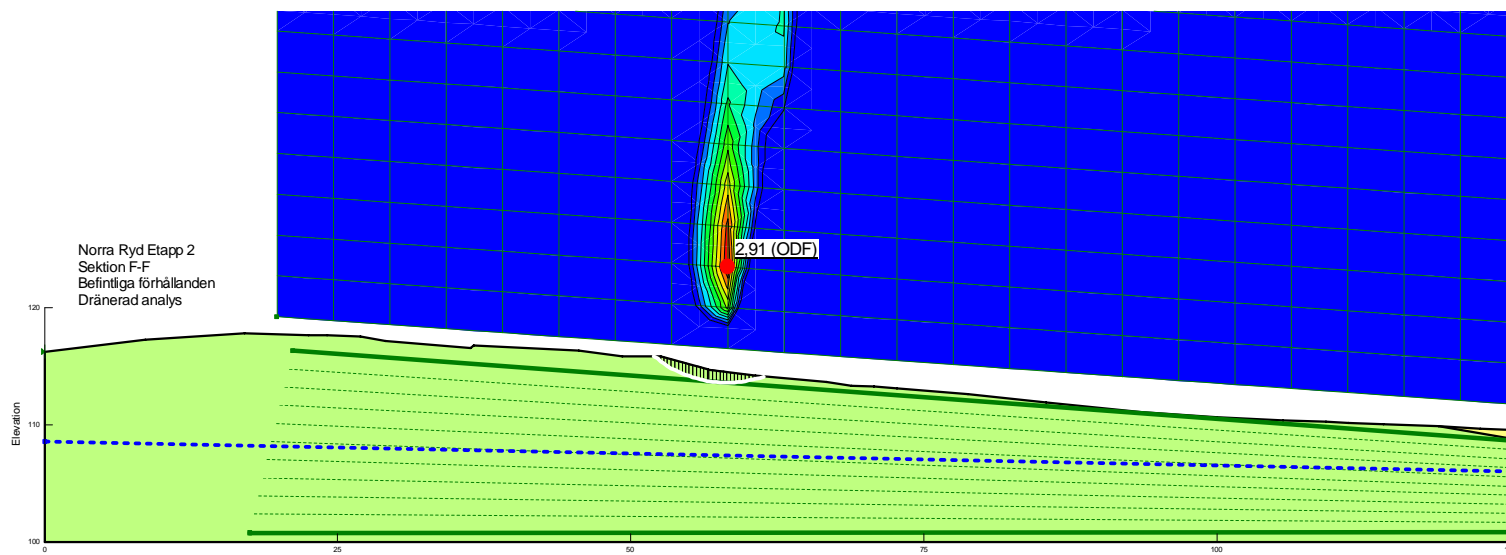 2,91 (ODF)
Norra Ryd Etapp 2
Sektion F-F
Befintliga förhållanden
Dränerad analys
120
110
100
Elevation
0
25
50
75
100